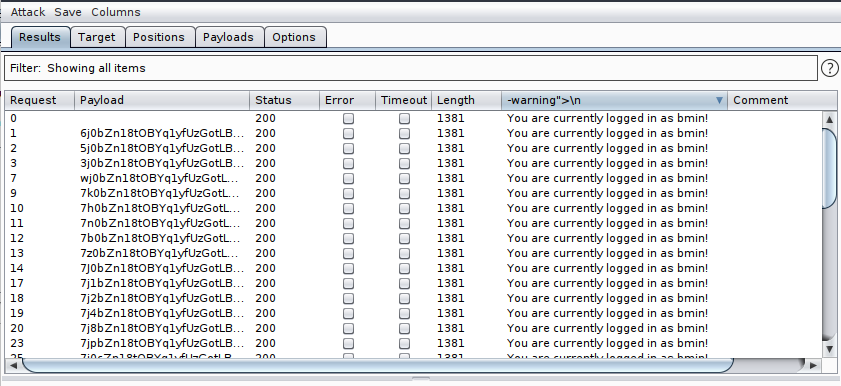 Attack Save Columns
Results Target Positions Payloads Options
Filter: Showing all items ?
Request Payload Status Error Timeout Length -warning">\n Comment
0 200 1381 You are currently logged in as bmin!
1 6j0bZn18tOBYq1yfUzGotLB... 200 1381 You are currently logged in as bmin!
2 5j0bZn18tOBYq1yfUzGotLB... 200 1381 You are currently logged in as bmin!
3 3j0bZn18tOBYq1yfUzGotLB... 200 1381 You are currently logged in as bmin!
7 wj0bZn18tOBYq1yfUzGotL... 200 1381 You are currently logged in as bmin!
9 7k0bZn18tOBYq1yfUzGotL... 200 1381 You are currently logged in as bmin!
10 7h0bZn18tOBYq1yfUzGotL... 200 1381 You are currently logged in as bmin!
11 7n0bZn18tOBYq1yfUzGotL... 200 1381 You are currently logged in as bmin!
12 7b0bZn18tOBYq1yfUzGotL... 200 1381 You are currently logged in as bmin!
13 7z0bZn18tOBYq1yfUzGotL... 200 1381 You are currently logged in as bmin!
14 7J0bZn18tOBYq1yfUzGotLB... 200 1381 You are currently logged in as bmin!
17 7j1bZn18tOBYq1yfUzGotLB... 200 1381 You are currently logged in as bmin!
18 7j2bZn18tOBYq1yfUzGotLB... 200 1381 You are currently logged in as bmin!
19 7j4bZn18tOBYq1yfUzGotLB... 200 1381 You are currently logged in as bmin!
20 7j8bZn18tOBYq1yfUzGotLB... 200 1381 You are currently logged in as bmin!
23 7jpbZn18tOBYq1yfUzGotLB... 200 1381 You are currently logged in as bmin!
25 7j0cZn18tOBYq1yfUzGotLB... 200 1381 You are currently logged in as bmin!